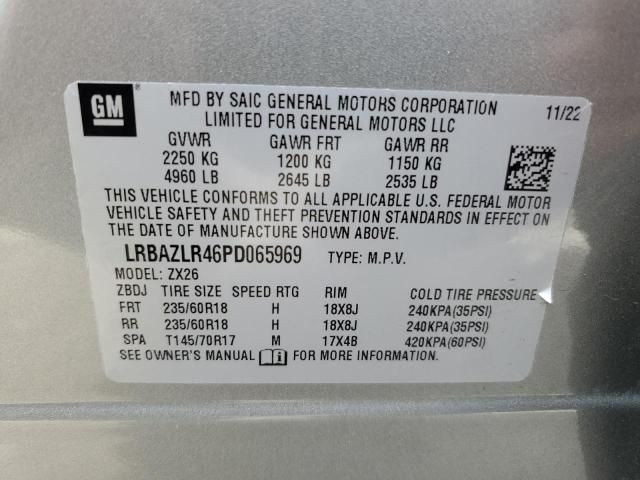 GM
MFD BY SAIC GENERAL MOTORS CORPORATION 11/22
LIMITED FOR GENERAL MOTORS LLC
GVWR GAWR FRT GAWR RR
2250 KG 1200 KG 1150 KG
4960 LB 2645 LB 2535 LB
THIS VEHICLE CONFORMS TO ALL APPLICABLE U.S. FEDERAL MOTOR
VEHICLE SAFETY AND THEFT PREVENTION STANDARDS IN EFFECT ON
THE DATE OF MANUFACTURE SHOWN ABOVE.
LRBAZLR46PD065969 TYPE: M.P.V.
MODEL: ZX26
ZBDJ TIRE SIZE SPEED RTG RIM COLD TIRE PRESSURE
FRT 235/60R18 H 18X8J 240KPA(35PSI)
RR 235/60R18 H 18X8J 240KPA(35PSI)
SPA T145/70R17 M 17X4B 420KPA(60PSI)
SEE OWNER'S MANUAL i FOR MORE INFORMATION.